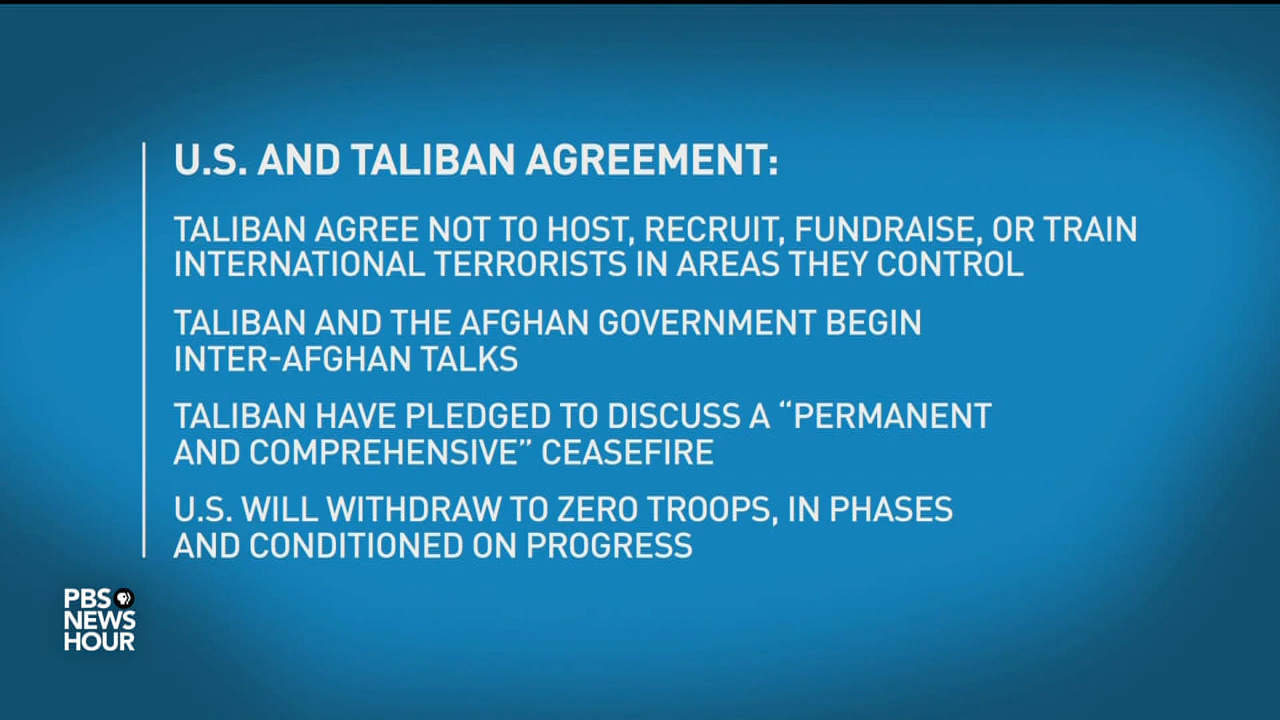 U.S. AND TALIBAN AGREEMENT:
TALIBAN AGREE NOT TO HOST, RECRUIT, FUNDRAISE, OR TRAIN
INTERNATIONAL TERRORISTS IN AREAS THEY CONTROL
TALIBAN AND THE AFGHAN GOVERNMENT BEGIN
INTER-AFGHAN TALKS
TALIBAN HAVE PLEDGED TO DISCUSS A “PERMANENT
AND COMPREHENSIVE” CEASEFIRE
U.S. WILL WITHDRAW TO ZERO TROOPS, IN PHASES
AND CONDITIONED ON PROGRESS
PBS
NEWS
HOUR